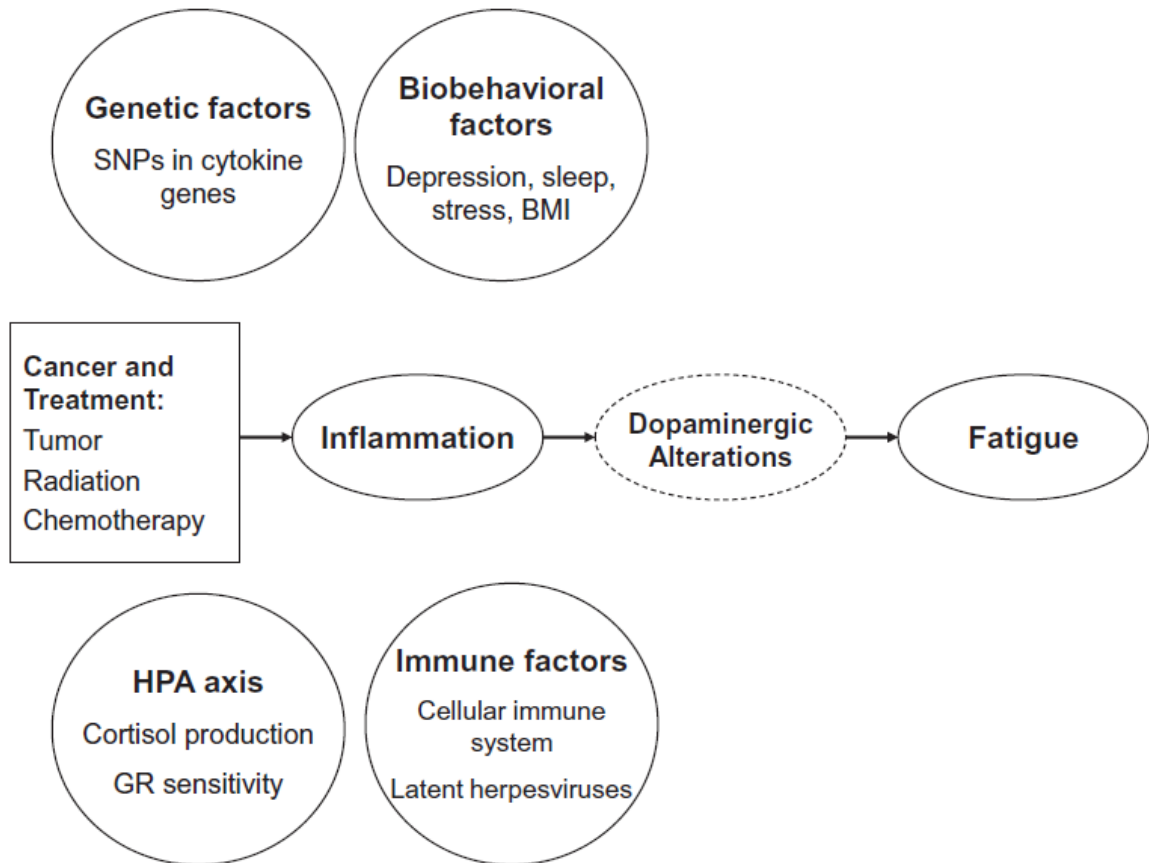 Genetic factors
SNPs in cytokine
genes
Biobehavioral
factors
Depression, sleep,
stress, BMI
Cancer and
Treatment:
Tumor
Radiation
Chemotherapy
Inflammation
Dopaminergic
Alterations
Fatigue
HPA axis
Cortisol production
GR sensitivity
Immune factors
Cellular immune
system
Latent herpesviruses